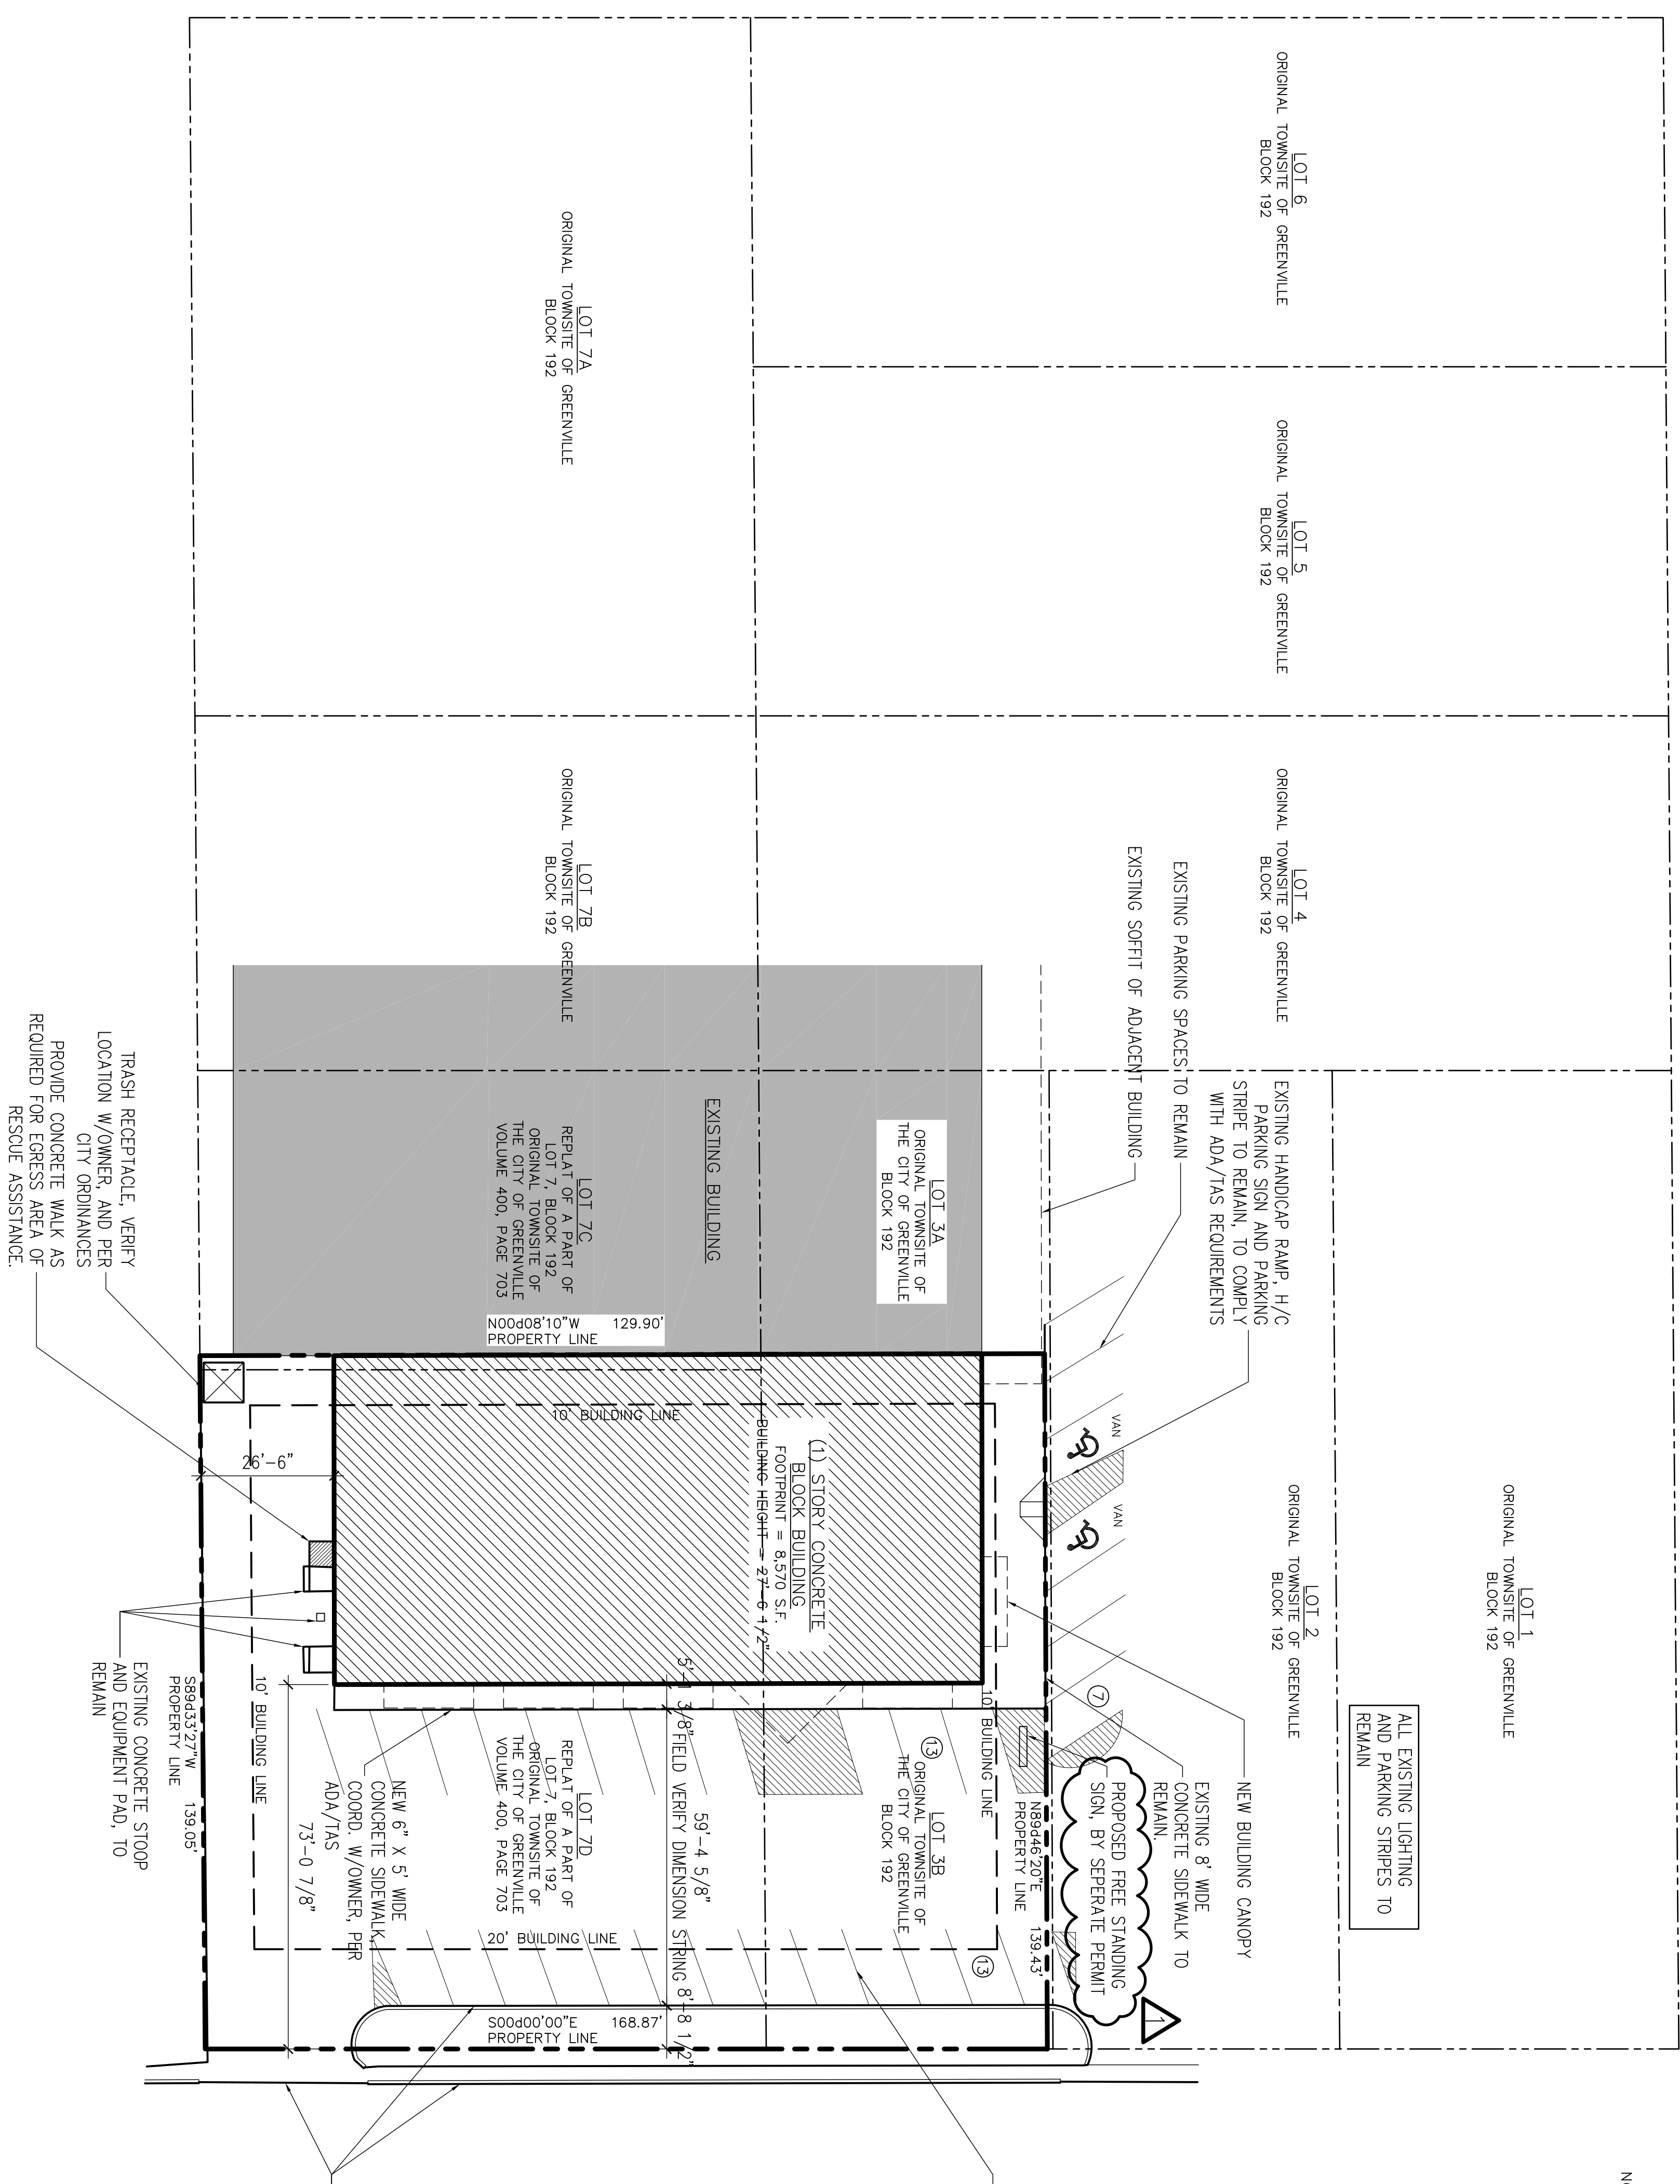 LOT 6
ORIGINAL TOWNSITE OF GREENVILLE
BLOCK 192
LOT 5
ORIGINAL TOWNSITE OF GREENVILLE
BLOCK 192
LOT 4
ORIGINAL TOWNSITE OF GREENVILLE
BLOCK 192
LOT 1
ORIGINAL TOWNSITE OF GREENVILLE
BLOCK 192
LOT 2
ORIGINAL TOWNSITE OF GREENVILLE
BLOCK 192
ALL EXISTING LIGHTING
AND PARKING STRIPES TO
REMAIN
LOT 7A
ORIGINAL TOWNSITE OF GREENVILLE
BLOCK 192
LOT 7B
ORIGINAL TOWNSITE OF GREENVILLE
BLOCK 192
EXISTING HANDICAP RAMP, H/C
PARKING SIGN AND PARKING
STRIPE TO REMAIN, TO COMPLY
WITH ADA/TAS REQUIREMENTS
EXISTING PARKING SPACES TO REMAIN
EXISTING SOFFIT OF ADJACENT BUILDING
NEW BUILDING CANOPY
EXISTING 8' WIDE
CONCRETE SIDEWALK TO
REMAIN.
PROPOSED FREE STANDING
SIGN, BY SEPERATE PERMIT
1
VAN
VAN
7
LOT 3A
ORIGINAL TOWNSITE OF
THE CITY OF GREENVILLE
BLOCK 192
EXISTING BUILDING
LOT 7C
REPLAT OF A PART OF
LOT 7, BLOCK 192
ORIGINAL TOWNSITE OF
THE CITY OF GREENVILLE
VOLUME 400, PAGE 703
N00d08'10"W 129.90'
PROPERTY LINE
(1) STORY CONCRETE
BLOCK BUILDING
FOOTPRINT = 8,570 S.F.
BUILDING HEIGHT = 27'-6 1/2"
10' BUILDING LINE
N89d46'20"E 139.43'
PROPERTY LINE
10' BUILDING LINE
13
LOT 3B
ORIGINAL TOWNSITE OF
THE CITY OF GREENVILLE
BLOCK 192
13
59'-4 5/8"
5'-1 3/8" FIELD VERIFY DIMENSION STRING 8'-8 1/2"
LOT 7D
REPLAT OF A PART OF
LOT 7, BLOCK 192
ORIGINAL TOWNSITE OF
THE CITY OF GREENVILLE
VOLUME 400, PAGE 703
20' BUILDING LINE
S00d00'00"E 168.87'
PROPERTY LINE
NEW 6" X 5' WIDE
CONCRETE SIDEWALK,
COORD. W/OWNER, PER
ADA/TAS
73'-0 7/8"
26'-6"
10' BUILDING LINE
S89d33'27"W 139.05'
PROPERTY LINE
EXISTING CONCRETE STOOP
AND EQUIPMENT PAD, TO
REMAIN
TRASH RECEPTACLE, VERIFY
LOCATION W/OWNER, AND PER
CITY ORDINANCES
PROVIDE CONCRETE WALK AS
REQUIRED FOR EGRESS AREA OF
RESCUE ASSISTANCE.